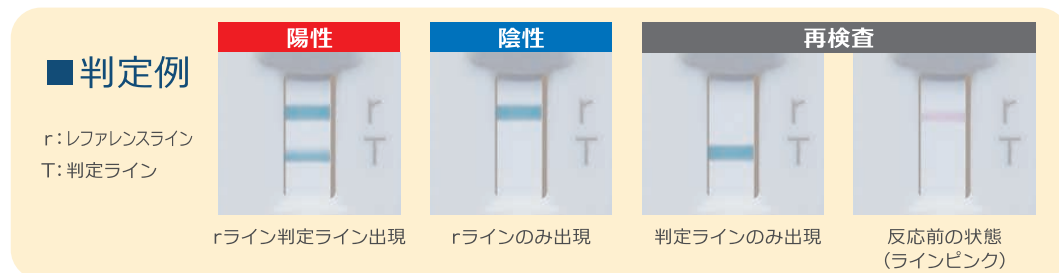 陽性
陰性
再検査
■判定例
r：レファレンスライン
T：判定ライン
r
T
r
T
r
T
r
T
rライン判定ライン出現
rラインのみ出現
判定ラインのみ出現
反応前の状態
（ラインピンク）